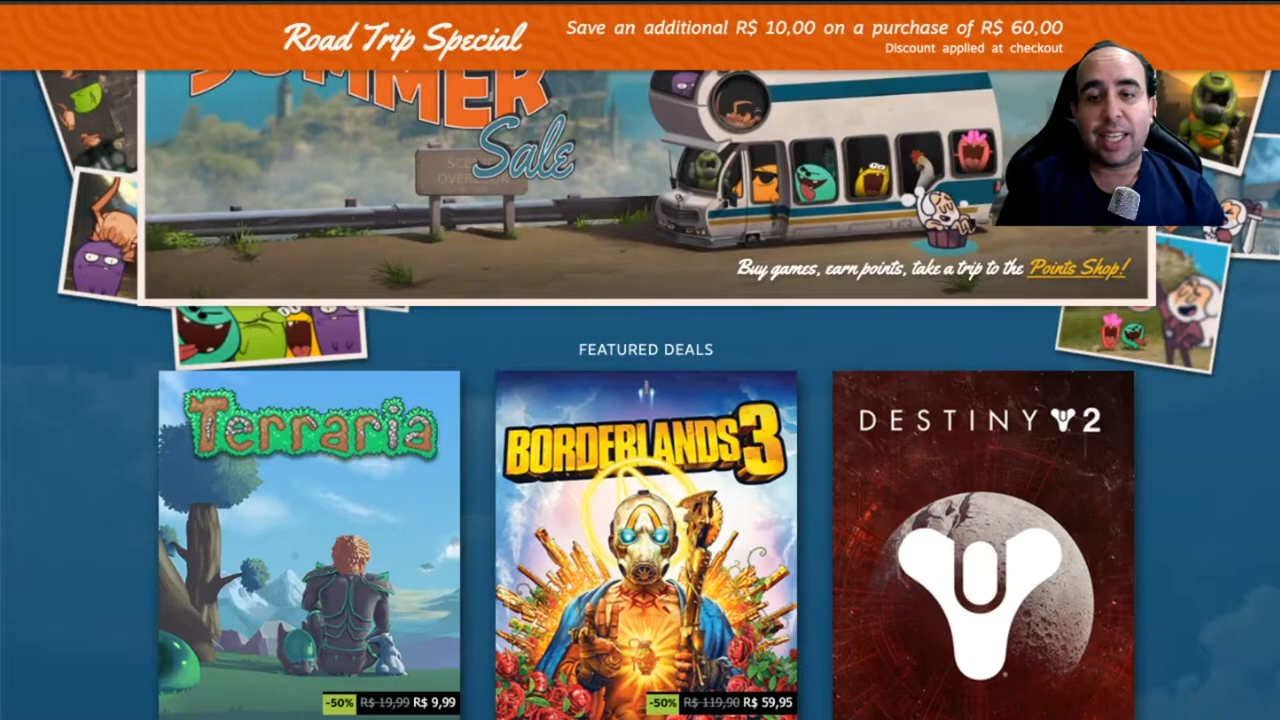 Road Trip Special
Save an additional R$ 10,00 on a purchase of R$ 60,00
Discount applied at checkout
SUMMER
Sale
Buy games, earn points, take a trip to the Points Shop!
FEATURED DEALS
Terraria
BORDERLANDS 3
DESTINY 2
-50% R$ 19,99 R$ 9,99
-50% R$ 119,90 R$ 59,95